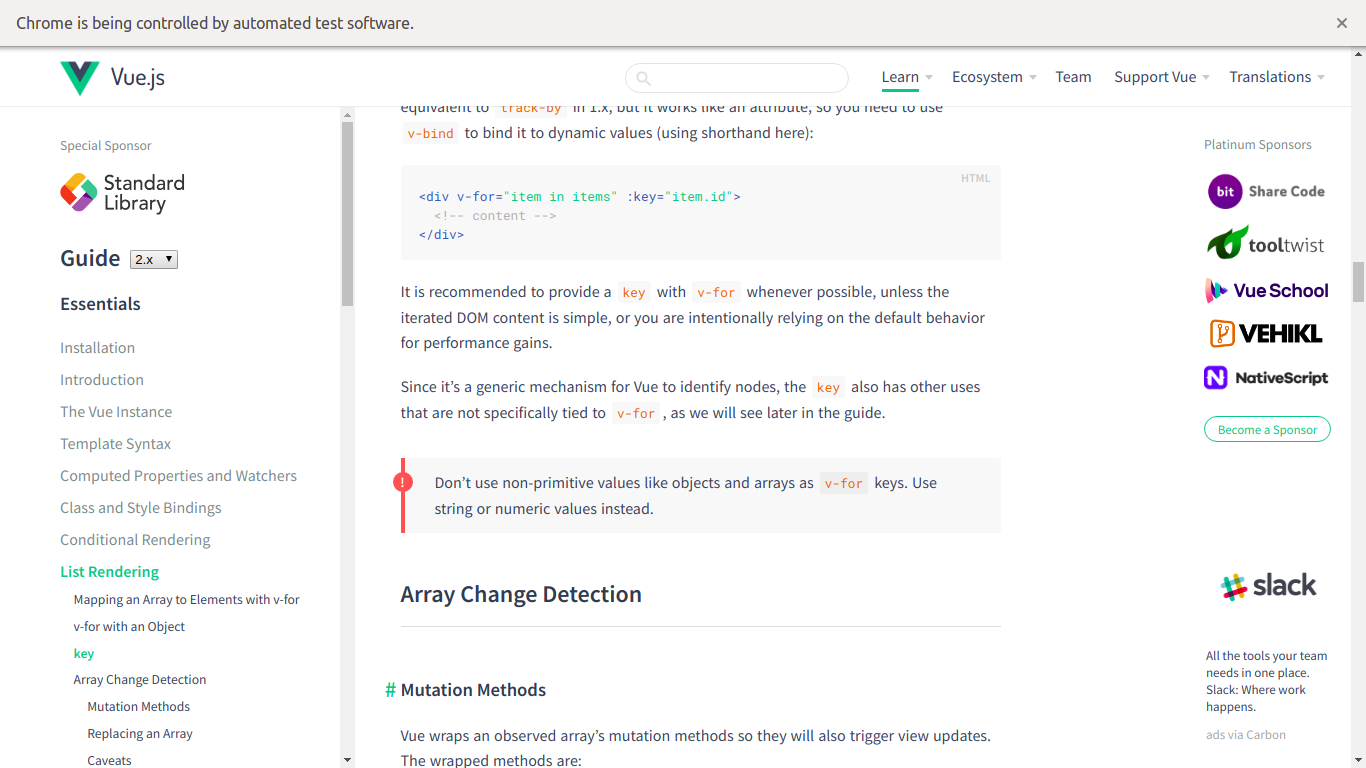 Chrome is being controlled by automated test software.
Vue.js
Learn
Ecosystem
Team
Support Vue
Translations
Special Sponsor
Standard
Library
Guide
2.x
Essentials
Installation
Introduction
The Vue Instance
Template Syntax
Computed Properties and Watchers
Class and Style Bindings
Conditional Rendering
List Rendering
Mapping an Array to Elements with v-for
v-for with an Object
key
Array Change Detection
Mutation Methods
Replacing an Array
Caveats
equivalent to track-by in 1.x, but it works like an attribute, so you need to use
v-bind to bind it to dynamic values (using shorthand here):
HTML
<div v-for="item in items" :key="item.id">
<!-- content -->
</div>
It is recommended to provide a key with v-for whenever possible, unless the
iterated DOM content is simple, or you are intentionally relying on the default behavior
for performance gains.
Since it's a generic mechanism for Vue to identify nodes, the key also has other uses
that are not specifically tied to v-for, as we will see later in the guide.
!
Don't use non-primitive values like objects and arrays as v-for keys. Use
string or numeric values instead.
Array Change Detection
# Mutation Methods
Vue wraps an observed array's mutation methods so they will also trigger view updates.
The wrapped methods are:
Platinum Sponsors
bit Share Code
tooltwist
Vue School
VEHIKL
NativeScript
Become a Sponsor
slack
All the tools your team
needs in one place.
Slack: Where work
happens.
ads via Carbon